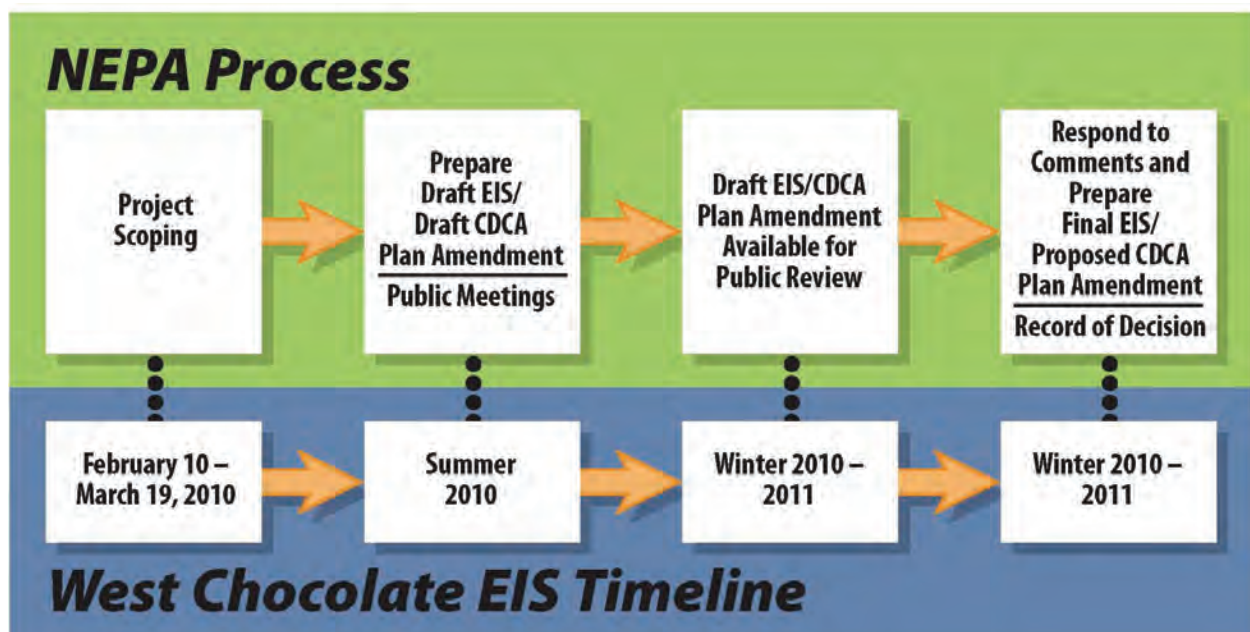 NEPA Process
Project
Scoping
Prepare
Draft EIS/
Draft CDCA
Plan Amendment
Public Meetings
Draft EIS/CDCA
Plan Amendment
Available for
Public Review
Respond to
Comments and
Prepare
Final EIS/
Proposed CDCA
Plan Amendment
Record of Decision
February 10 –
March 19, 2010
Summer
2010
Winter 2010 –
2011
Winter 2010 –
2011
West Chocolate EIS Timeline